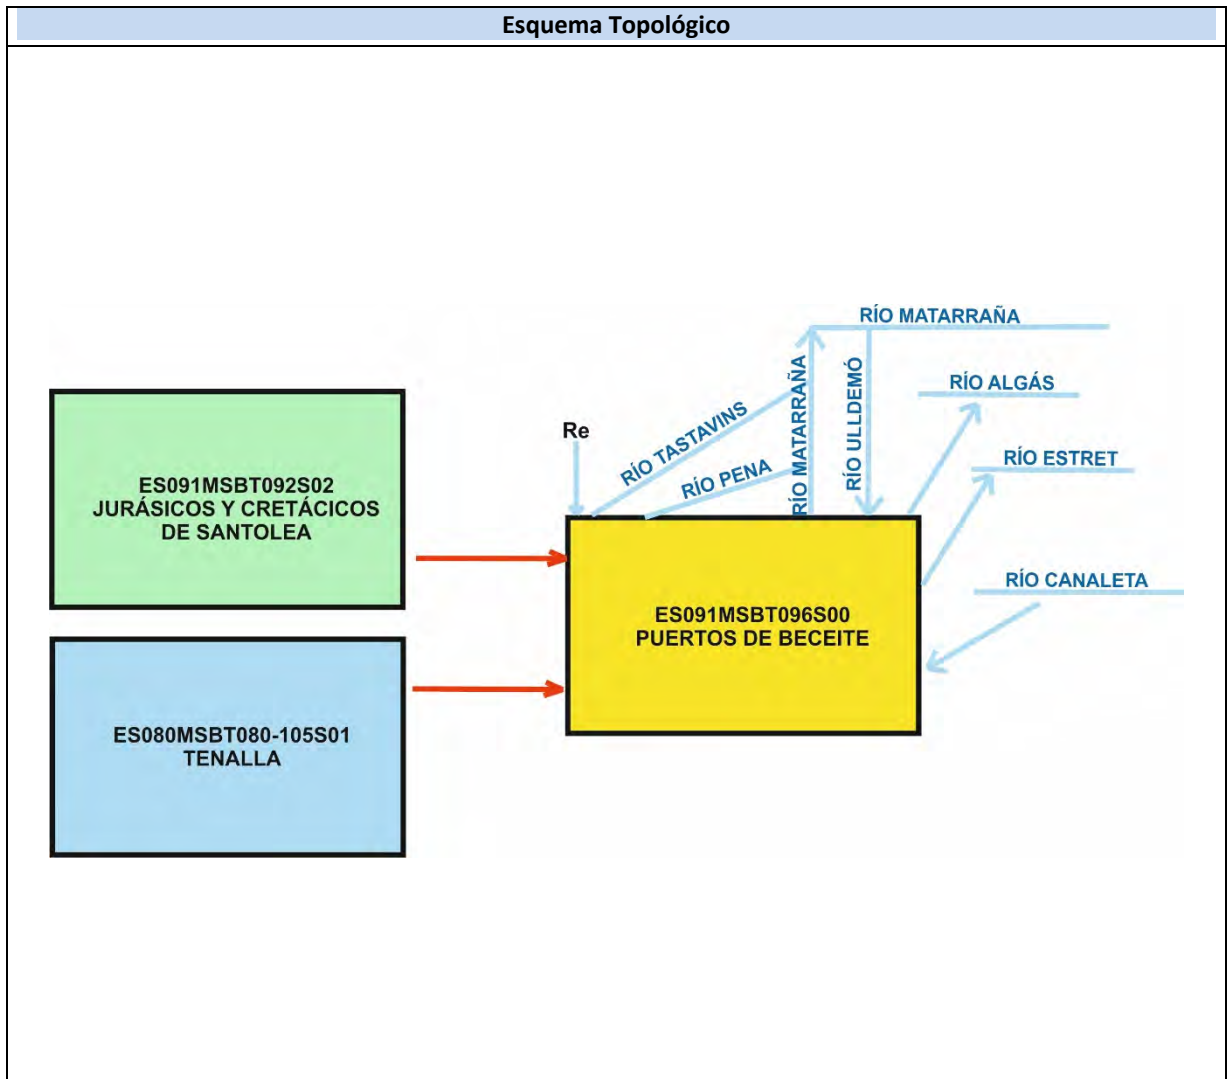 Esquema Topológico
RÍO MATARRAÑA
RÍO ALGÁS
RÍO ESTRET
RÍO CANALETA
RÍO ULLDEMÓ
RÍO MATARRAÑA
RÍO TASTAVINS
RÍO PENA
Re
ES091MSBT092S02
JURÁSICOS Y CRETÁCICOS
DE SANTOLEA
ES091MSBT096S00
PUERTOS DE BECEITE
ES080MSBT080-105S01
TENALLA